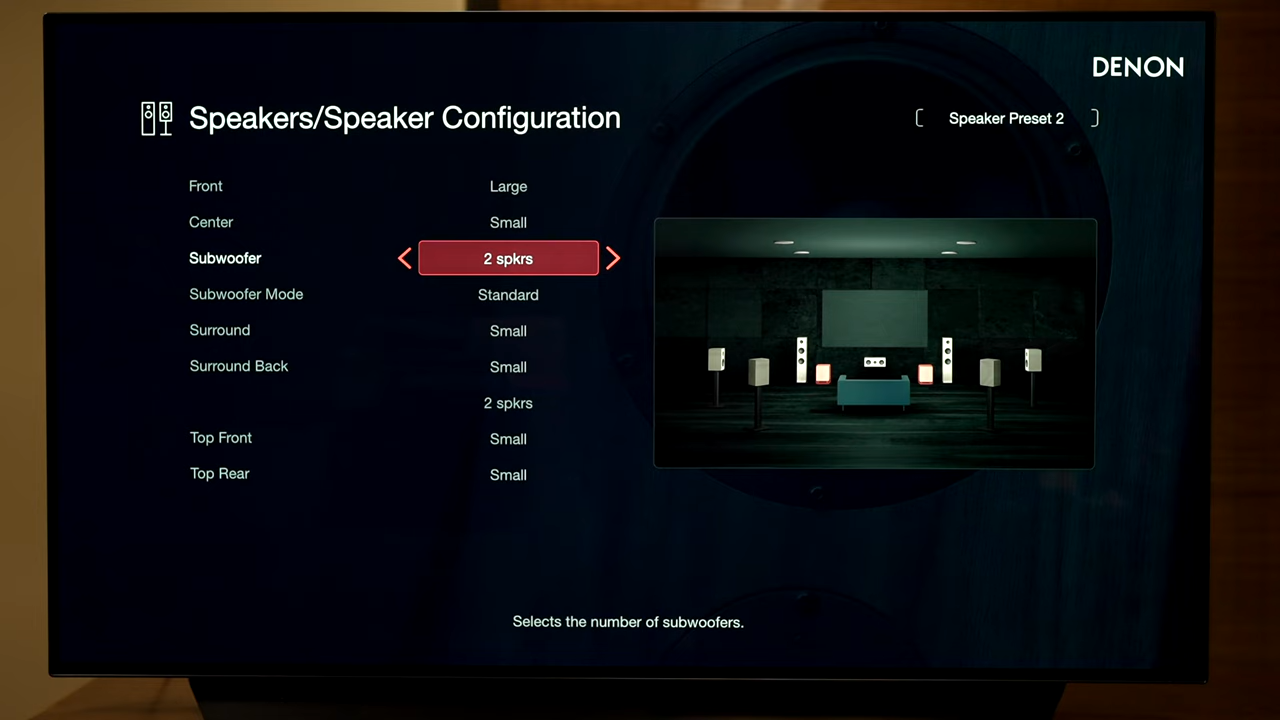 DENON
Speakers/Speaker Configuration
Speaker Preset 2
Front Large
Center Small
Subwoofer 2 spkrs
Subwoofer Mode Standard
Surround Small
Surround Back Small
2 spkrs
Top Front Small
Top Rear Small
Selects the number of subwoofers.